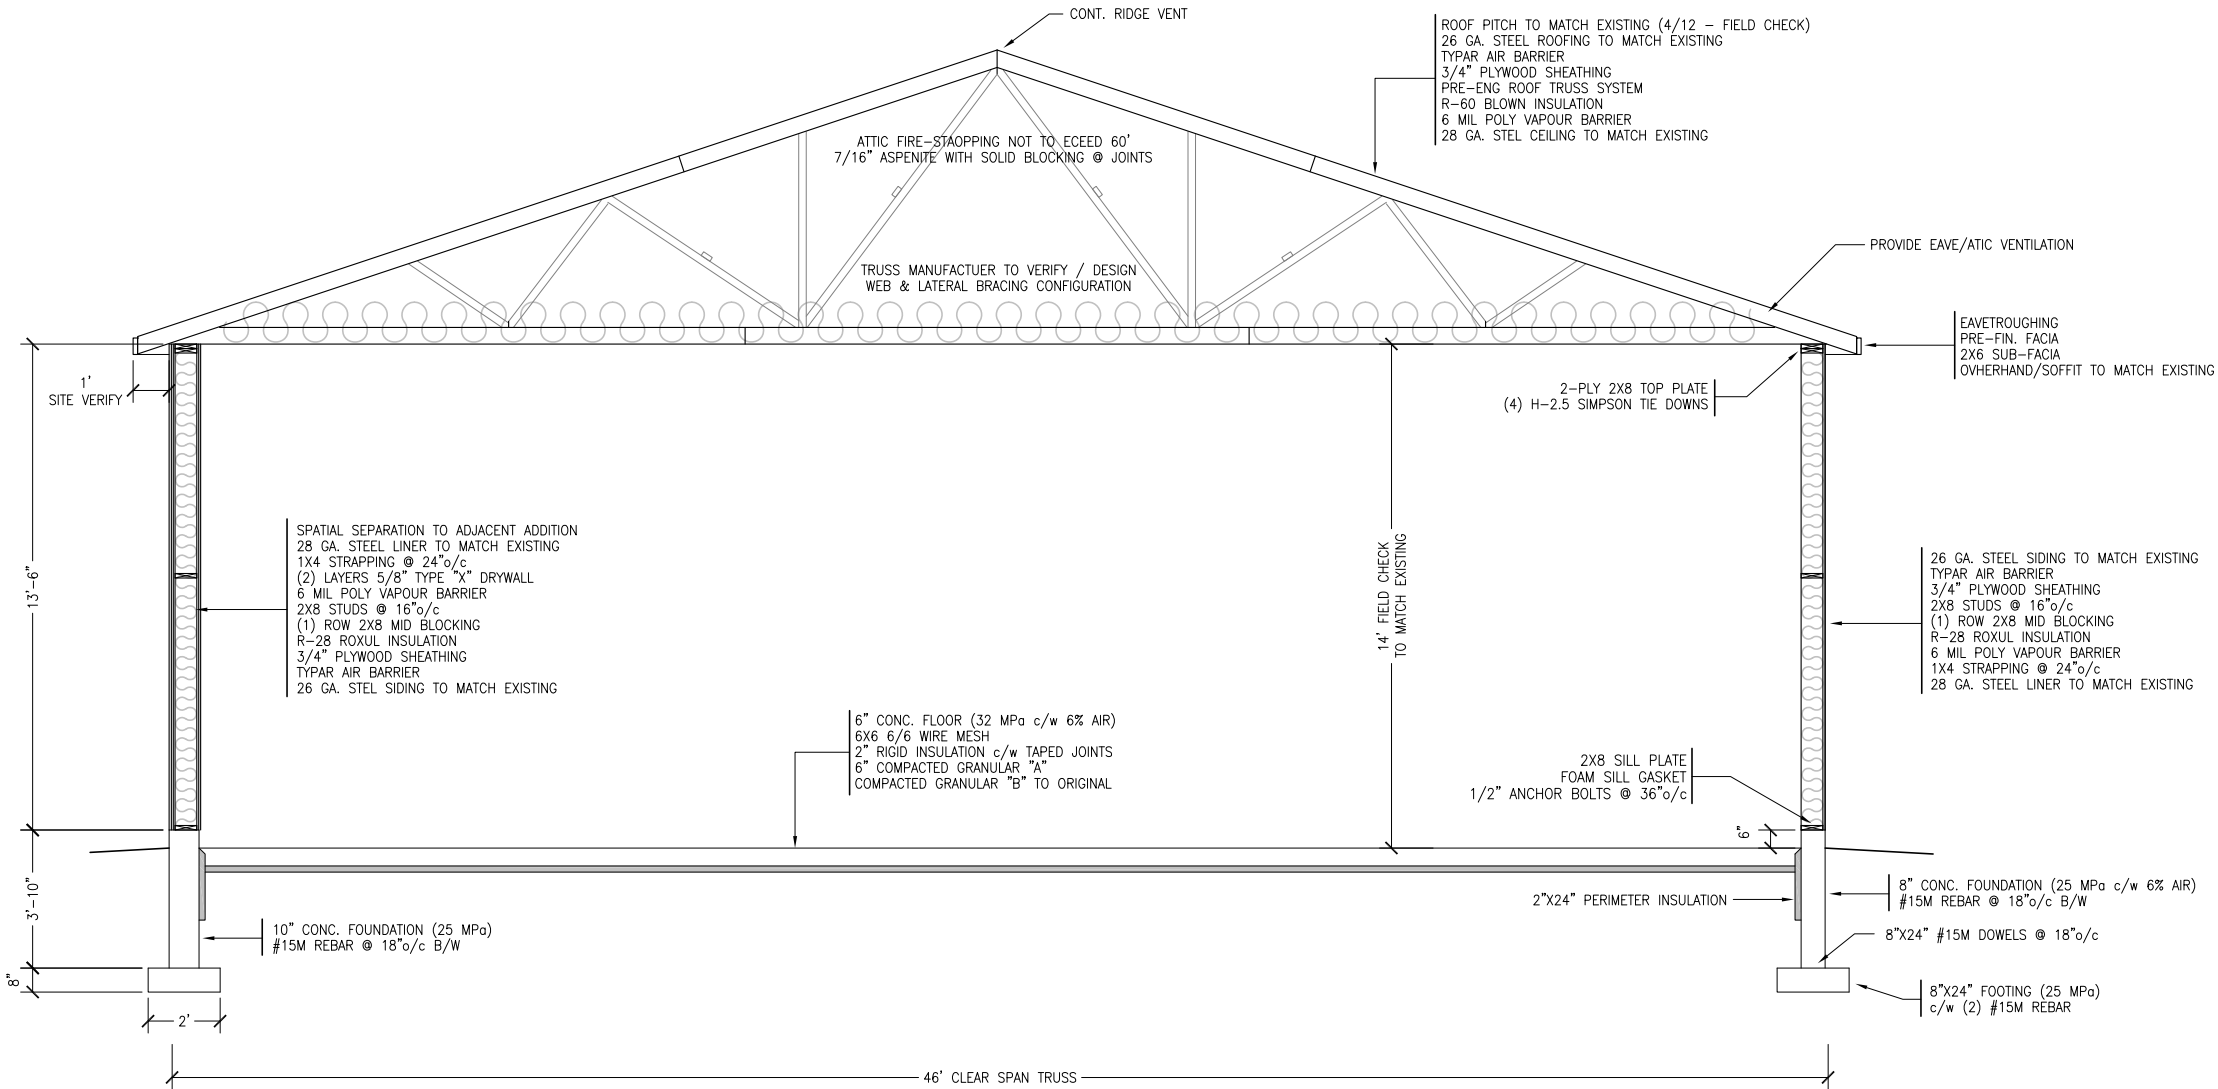 CONT. RIDGE VENT
ROOF PITCH TO MATCH EXISTING (4/12 - FIELD CHECK)
26 GA. STEEL ROOFING TO MATCH EXISTING
TYPAR AIR BARRIER
3/4" PLYWOOD SHEATHING
PRE-ENG ROOF TRUSS SYSTEM
R-60 BLOWN INSULATION
6 MIL POLY VAPOUR BARRIER
28 GA. STEL CEILING TO MATCH EXISTING
ATTIC FIRE-STAOPPING NOT TO ECEED 60'
7/16" ASPENITE WITH SOLID BLOCKING @ JOINTS
TRUSS MANUFACTUER TO VERIFY / DESIGN
WEB & LATERAL BRACING CONFIGURATION
PROVIDE EAVE/ATIC VENTILATION
EAVETROUGHING
PRE-FIN. FACIA
2X6 SUB-FACIA
OVHERHAND/SOFFIT TO MATCH EXISTING
1'
SITE VERIFY
2-PLY 2X8 TOP PLATE
(4) H-2.5 SIMPSON TIE DOWNS
13'-6"
SPATIAL SEPARATION TO ADJACENT ADDITION
28 GA. STEEL LINER TO MATCH EXISTING
1X4 STRAPPING @ 24"o/c
(2) LAYERS 5/8" TYPE "X" DRYWALL
6 MIL POLY VAPOUR BARRIER
2X8 STUDS @ 16"o/c
(1) ROW 2X8 MID BLOCKING
R-28 ROXUL INSULATION
3/4" PLYWOOD SHEATHING
TYPAR AIR BARRIER
26 GA. STEL SIDING TO MATCH EXISTING
14' FIELD CHECK
TO MATCH EXISTING
26 GA. STEEL SIDING TO MATCH EXISTING
TYPAR AIR BARRIER
3/4" PLYWOOD SHEATHING
2X8 STUDS @ 16"o/c
(1) ROW 2X8 MID BLOCKING
R-28 ROXUL INSULATION
6 MIL POLY VAPOUR BARRIER
1X4 STRAPPING @ 24"o/c
28 GA. STEEL LINER TO MATCH EXISTING
6" CONC. FLOOR (32 MPa c/w 6% AIR)
6X6 6/6 WIRE MESH
2" RIGID INSULATION c/w TAPED JOINTS
6" COMPACTED GRANULAR "A"
COMPACTED GRANULAR "B" TO ORIGINAL
2X8 SILL PLATE
FOAM SILL GASKET
1/2" ANCHOR BOLTS @ 36"o/c
6"
3'-10"
10" CONC. FOUNDATION (25 MPa)
#15M REBAR @ 18"o/c B/W
2"X24" PERIMETER INSULATION
8" CONC. FOUNDATION (25 MPa c/w 6% AIR)
#15M REBAR @ 18"o/c B/W
8"X24" #15M DOWELS @ 18"o/c
8"
2'
8"X24" FOOTING (25 MPa)
c/w (2) #15M REBAR
46' CLEAR SPAN TRUSS